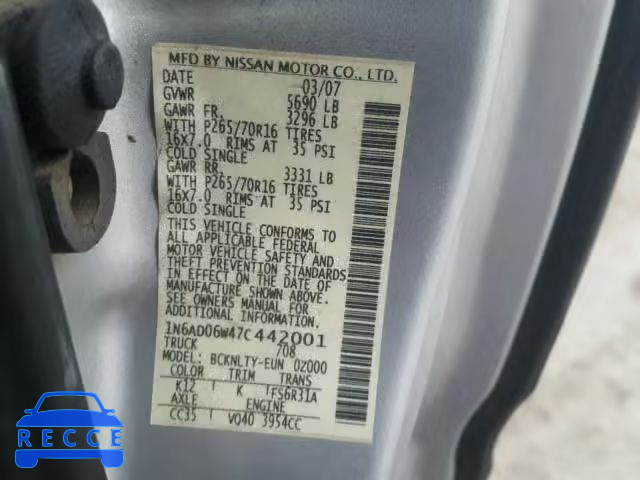 MFD BY NISSAN MOTOR CO., LTD.
DATE 03/07
GVWR 5690 LB
GAWR FR. 3296 LB
WITH P265/70R16 TIRES
16X7.0 RIMS AT 35 PSI
COLD SINGLE
GAWR RR. 3331 LB
WITH P265/70R16 TIRES
16X7.0 RIMS AT 35 PSI
COLD SINGLE
THIS VEHICLE CONFORMS TO
ALL APPLICABLE FEDERAL
MOTOR VEHICLE SAFETY AND
THEFT PREVENTION STANDARDS
IN EFFECT ON THE DATE OF
MANUFACTURE SHOWN ABOVE.
SEE OWNERS MANUAL FOR
ADDITIONAL INFORMATION.
1N6AD06W47C442001
TRUCK 708
MODEL: BCKNLTY-EUN 0Z000
COLOR TRIM TRANS
K12 K FS6R31A
AXLE ENGINE
CC35 VQ40 3954CC
RECCE